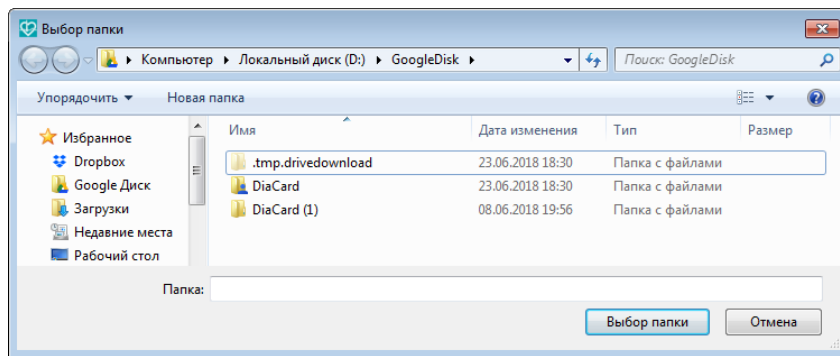 Выбор папки
Компьютер Локальный диск (D:) GoogleDisk Поиск: GoogleDisk
Упорядочить Новая папка
Имя Дата изменения Тип Размер
Избранное
Dropbox
Google Диск
Загрузки
Недавние места
Рабочий стол
.tmp.drivedownload 23.06.2018 18:30 Папка с файлами
DiaCard 23.06.2018 18:30 Папка с файлами
DiaCard (1) 08.06.2018 19:56 Папка с файлами
Папка:
Выбор папки Отмена